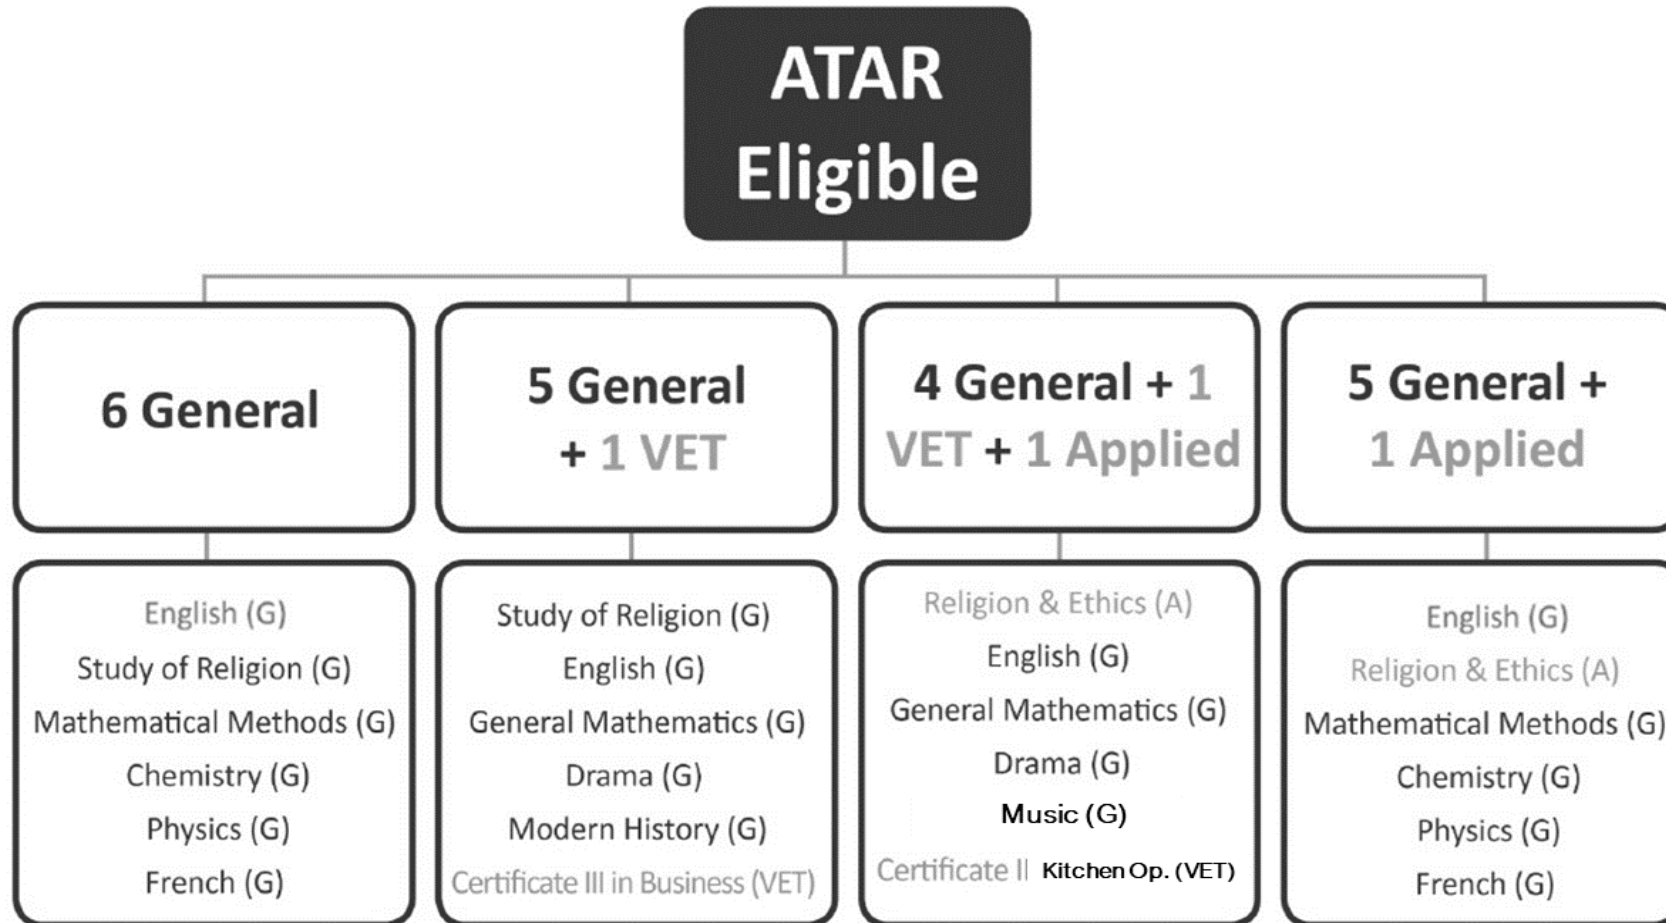 ATAR
Eligible
6 General
5 General
+ 1 VET
4 General + 1
VET + 1 Applied
5 General +
1 Applied
English (G)
Study of Religion (G)
Mathematical Methods (G)
Chemistry (G)
Physics (G)
French (G)
Study of Religion (G)
English (G)
General Mathematics (G)
Drama (G)
Modern History (G)
Certificate III in Business (VET)
Religion & Ethics (A)
English (G)
General Mathematics (G)
Drama (G)
Music (G)
Certificate II Kitchen Op. (VET)
English (G)
Religion & Ethics (A)
Mathematical Methods (G)
Chemistry (G)
Physics (G)
French (G)